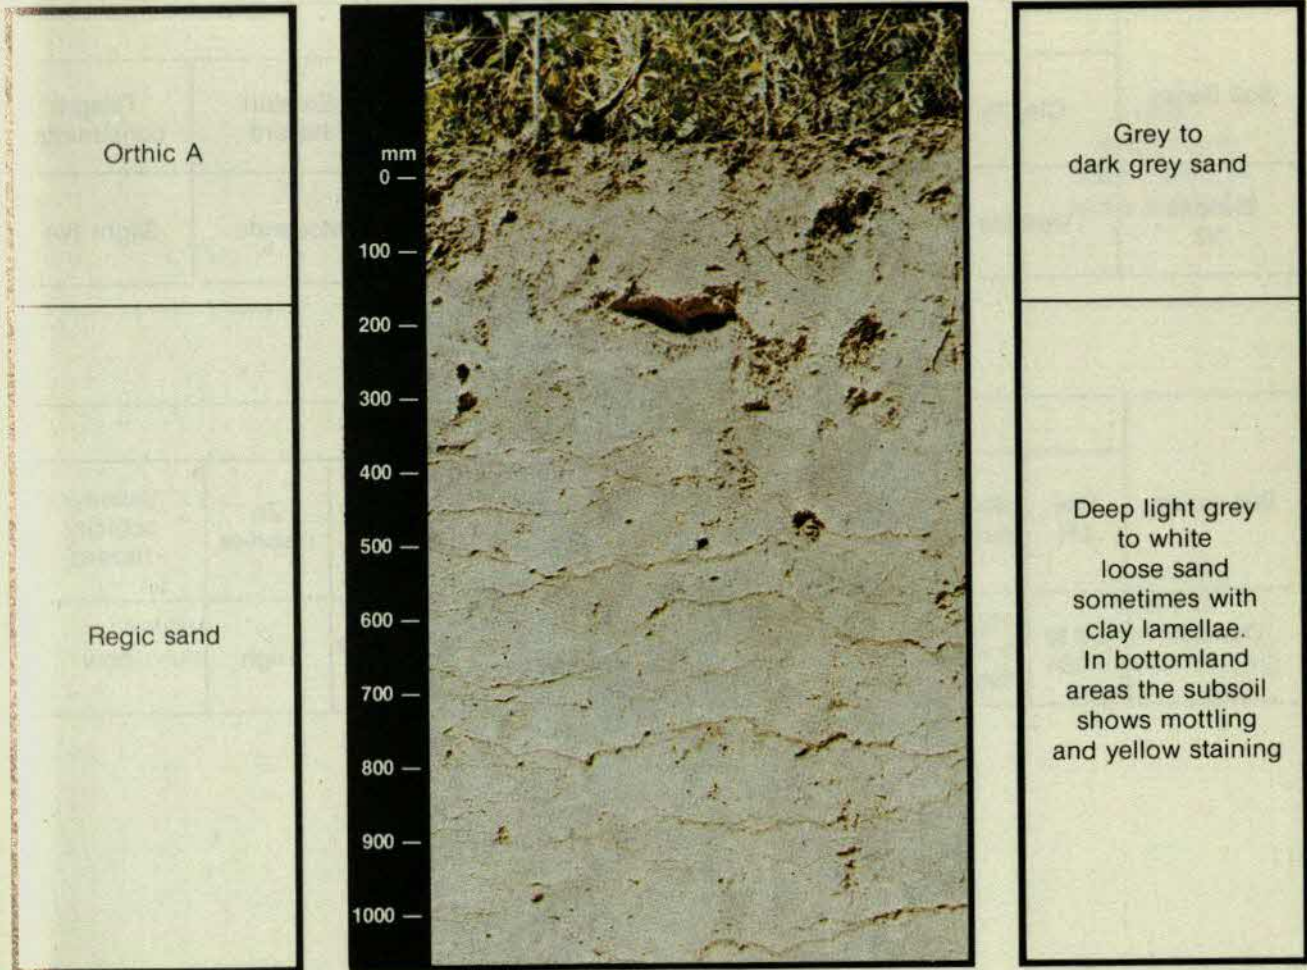 Orthic A
Regic sand
mm
0
100
200
300
400
500
600
700
800
900
1000
Grey to
dark grey sand
Deep light grey
to white
loose sand
sometimes with
clay lamellae.
In bottomland
areas the subsoil
shows mottling
and yellow staining